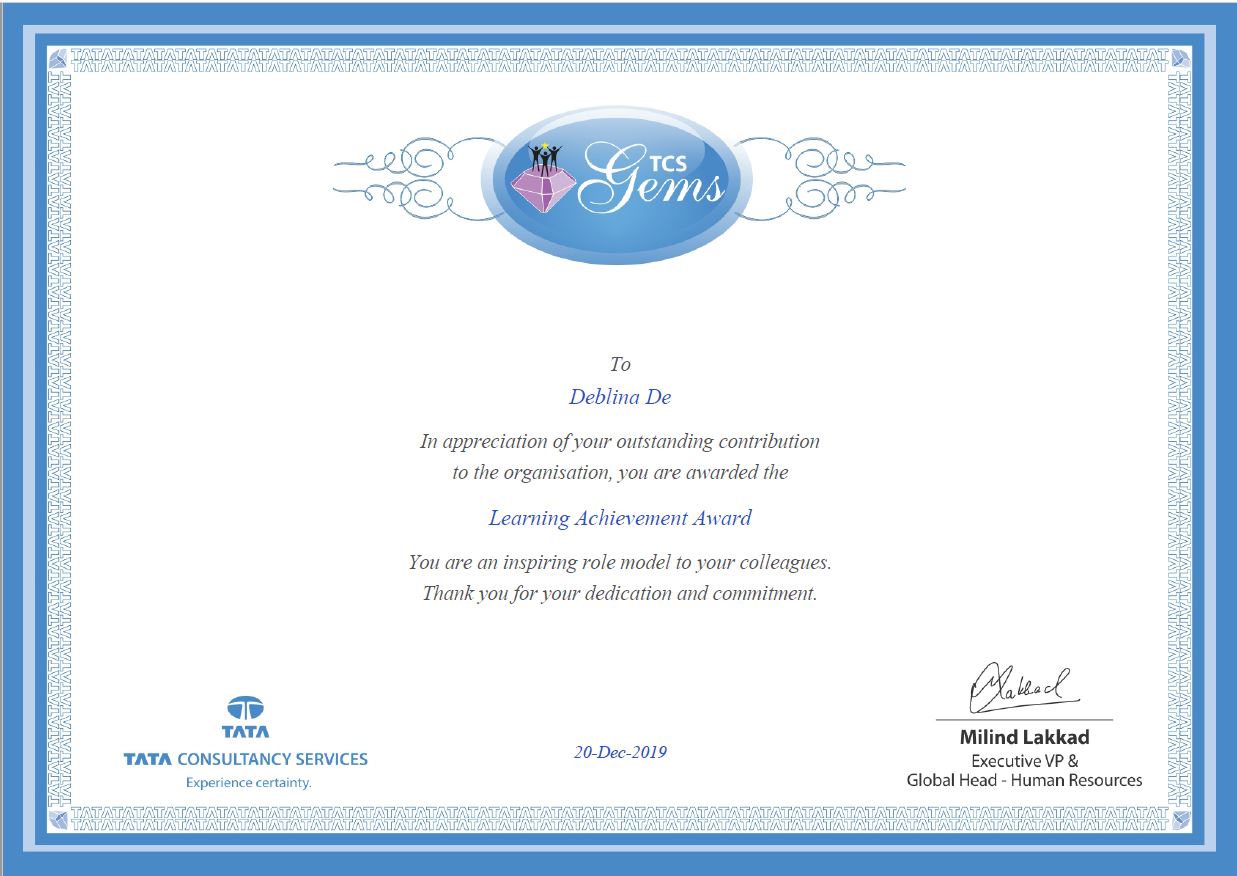 TCS
Gems
To
Deblina De
In appreciation of your outstanding contribution
to the organisation, you are awarded the
Learning Achievement Award
You are an inspiring role model to your colleagues.
Thank you for your dedication and commitment.
TATA
TATA CONSULTANCY SERVICES
Experience certainty.
20-Dec-2019
Milind Lakkad
Executive VP &
Global Head - Human Resources